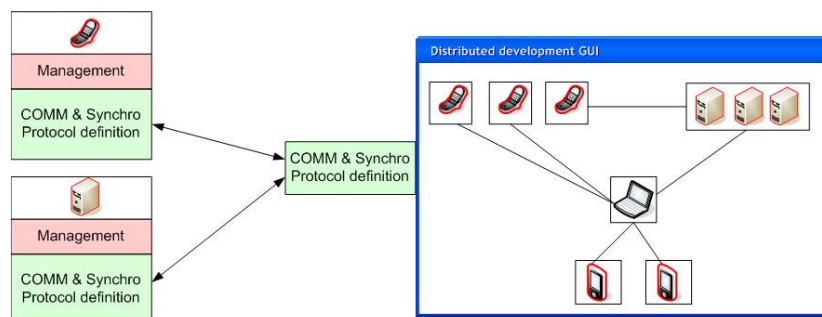 Management
COMM & Synchro
Protocol definition
Management
COMM & Synchro
Protocol definition
COMM & Synchro
Protocol definition
Distributed development GUI